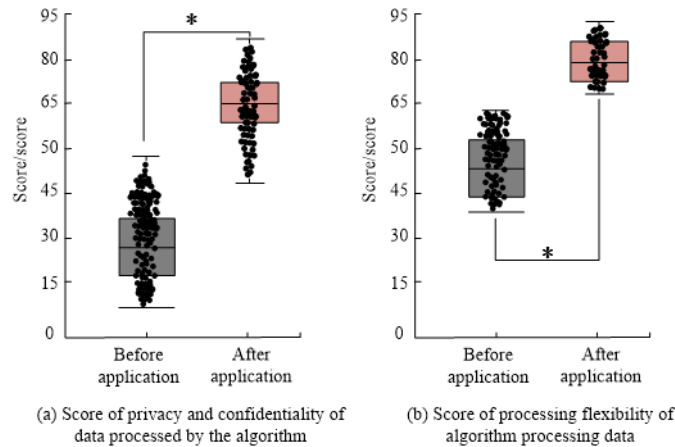 95
80
65
50
45
30
15
0
Score/score
*
Before
application
After
application
(a) Score of privacy and confidentiality of
data processed by the algorithm
95
80
65
50
45
30
15
0
Score/score
*
Before
application
After
application
(b) Score of processing flexibility of
algorithm processing data